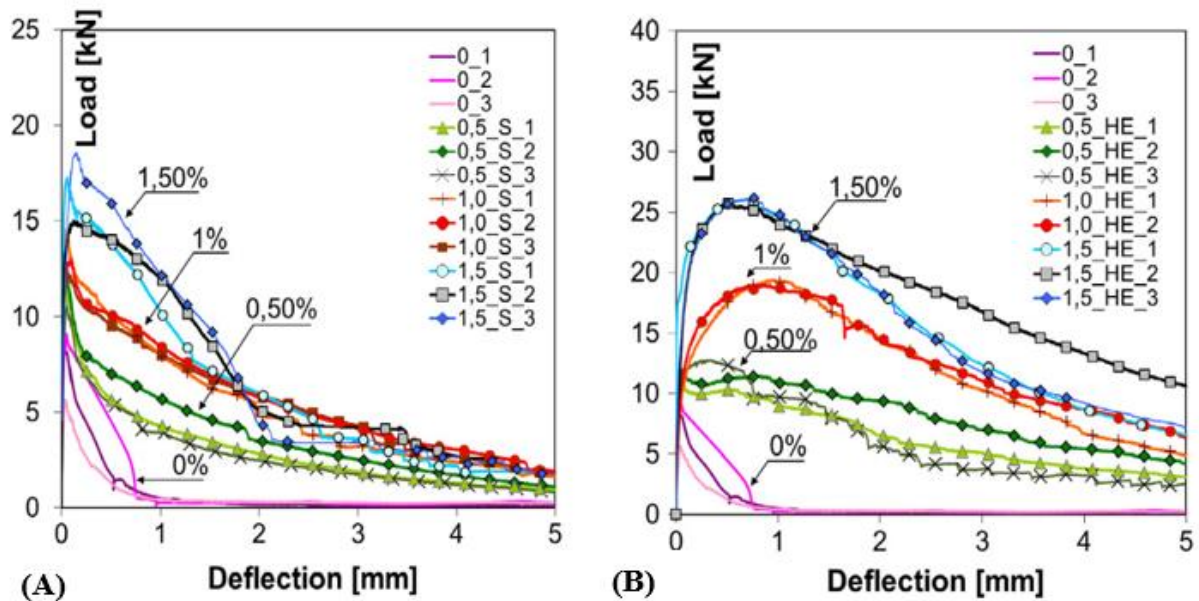 25
20
15
10
5
0
0
1
2
3
4
5
Load [kN]
Deflection [mm]
0_1
0_2
0_3
0,5_S_1
0,5_S_2
0,5_S_3
1,0_S_1
1,0_S_2
1,0_S_3
1,5_S_1
1,5_S_2
1,5_S_3
1,50%
1%
0,50%
0%
(A)
40
35
30
25
20
15
10
5
0
0
1
2
3
4
5
Load [kN]
Deflection [mm]
0_1
0_2
0_3
0,5_HE_1
0,5_HE_2
0,5_HE_3
1,0_HE_1
1,0_HE_2
1,5_HE_1
1,5_HE_2
1,5_HE_3
1,50%
1%
0,50%
0%
(B)